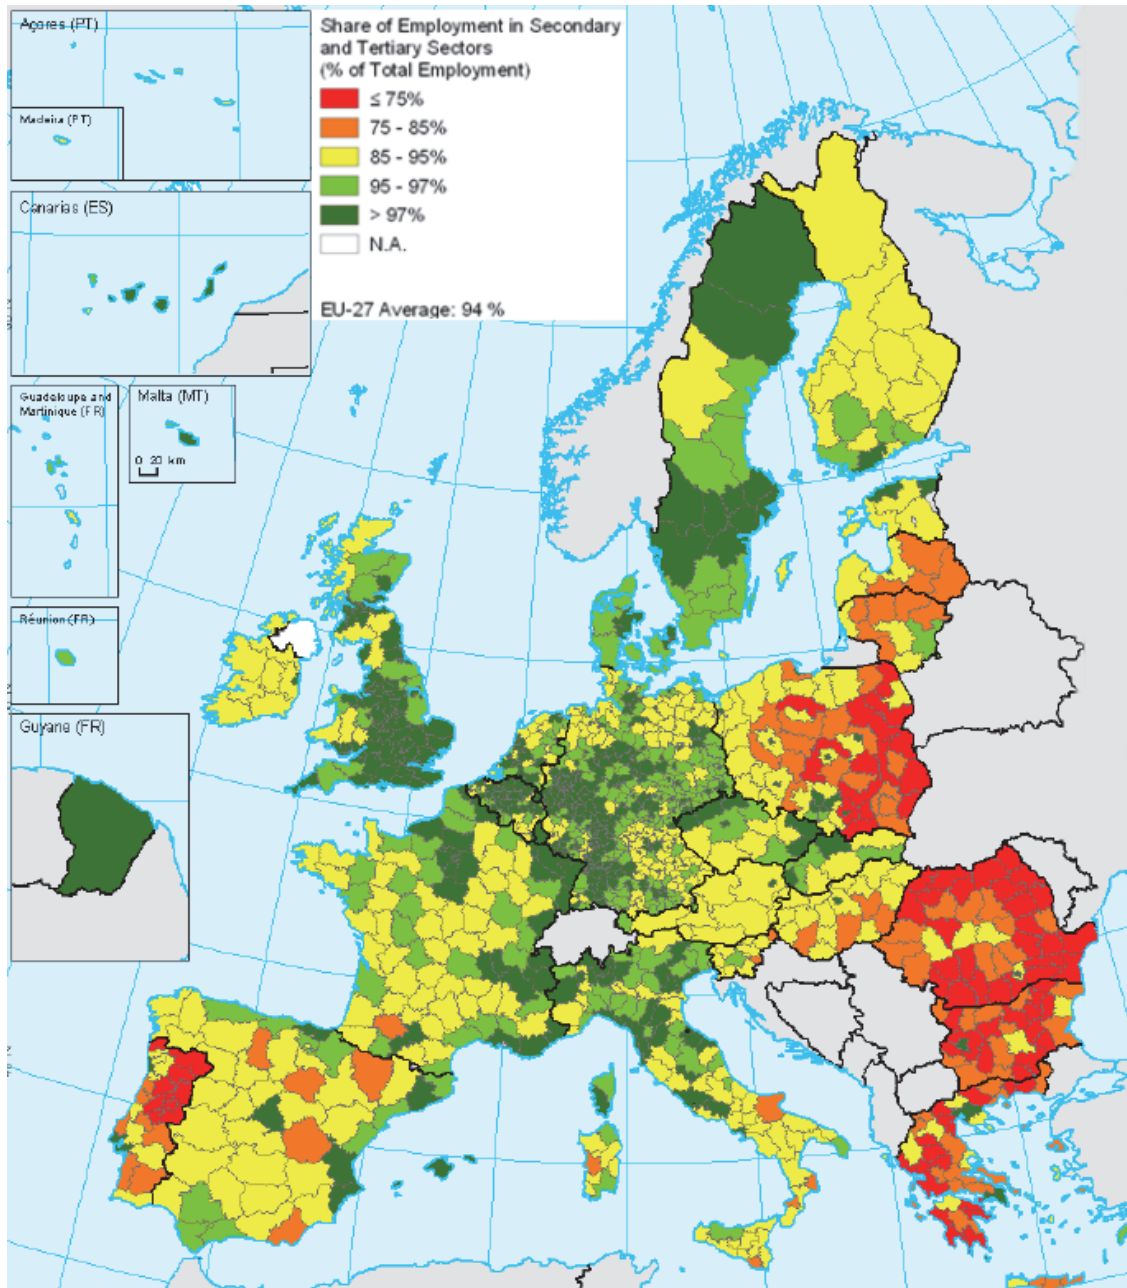 Açores (PT)
Madeira (PT)
Canarias (ES)
Guadeloupe and
Martinique (FR)
Malta (MT)
0 20 km
Réunion (FR)
Guyane (FR)
Share of Employment in Secondary
and Tertiary Sectors
(% of Total Employment)
≤ 75%
75 - 85%
85 - 95%
95 - 97%
> 97%
N.A.
EU-27 Average: 94 %